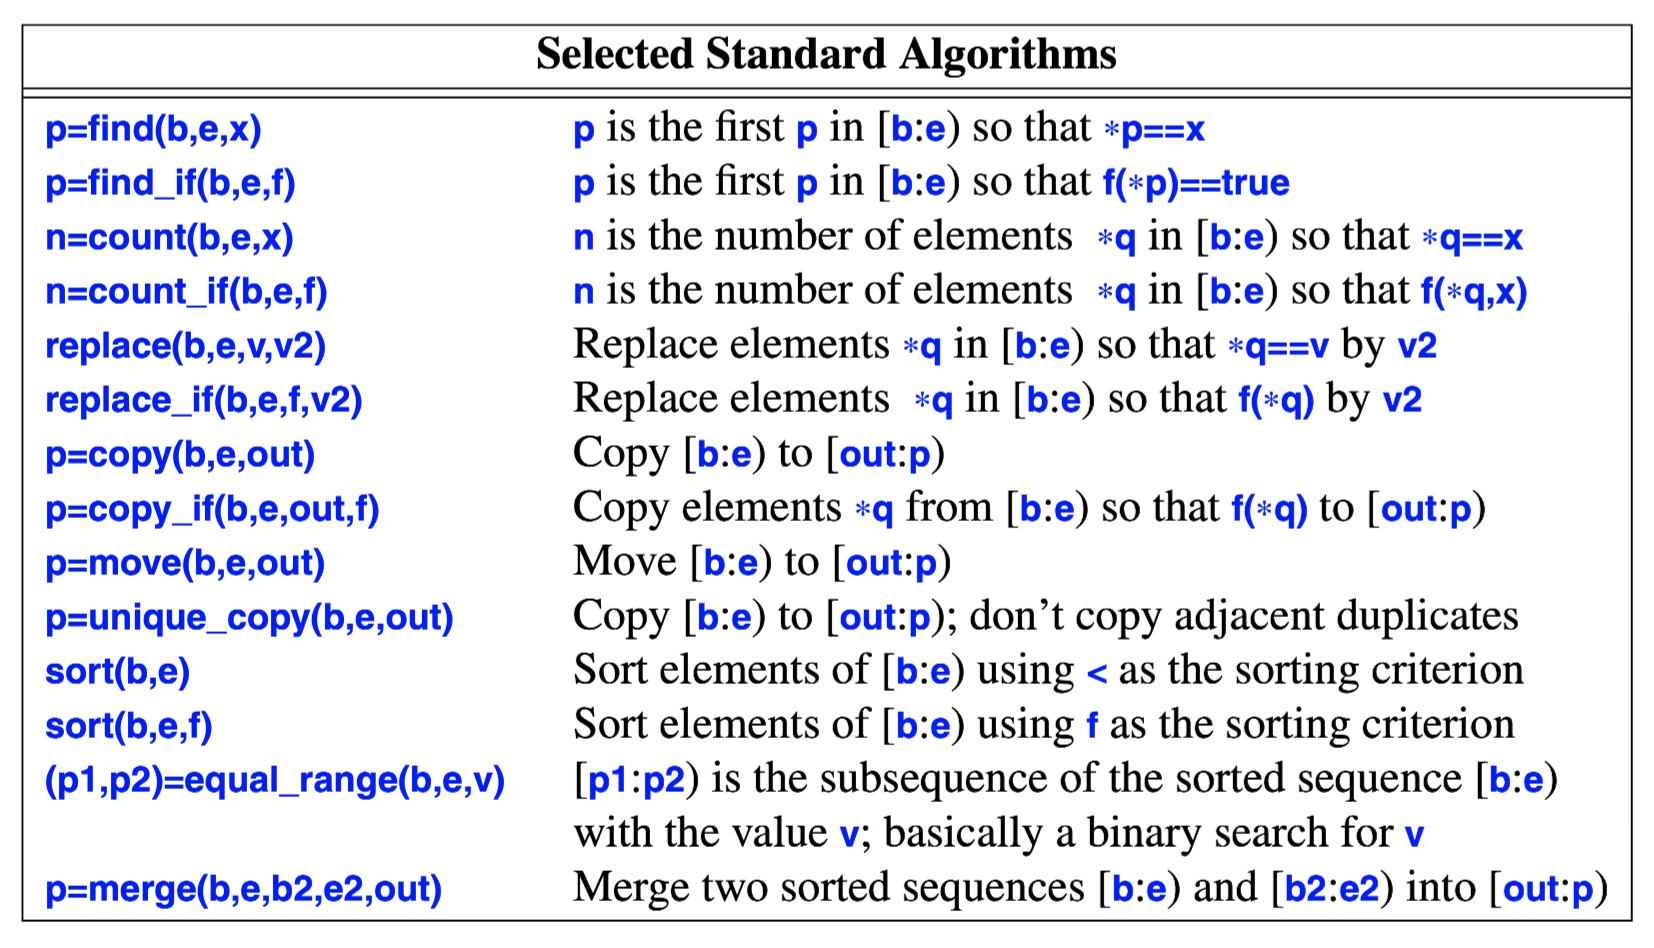 Selected Standard Algorithms
p=find(b,e,x) p is the first p in [b:e) so that *p==x
p=find_if(b,e,f) p is the first p in [b:e) so that f(*p)==true
n=count(b,e,x) n is the number of elements *q in [b:e) so that *q==x
n=count_if(b,e,f) n is the number of elements *q in [b:e) so that f(*q,x)
replace(b,e,v,v2) Replace elements *q in [b:e) so that *q==v by v2
replace_if(b,e,f,v2) Replace elements *q in [b:e) so that f(*q) by v2
p=copy(b,e,out) Copy [b:e) to [out:p)
p=copy_if(b,e,out,f) Copy elements *q from [b:e) so that f(*q) to [out:p)
p=move(b,e,out) Move [b:e) to [out:p)
p=unique_copy(b,e,out) Copy [b:e) to [out:p); don’t copy adjacent duplicates
sort(b,e) Sort elements of [b:e) using < as the sorting criterion
sort(b,e,f) Sort elements of [b:e) using f as the sorting criterion
(p1,p2)=equal_range(b,e,v) [p1:p2) is the subsequence of the sorted sequence [b:e)
with the value v; basically a binary search for v
p=merge(b,e,b2,e2,out) Merge two sorted sequences [b:e) and [b2:e2) into [out:p)